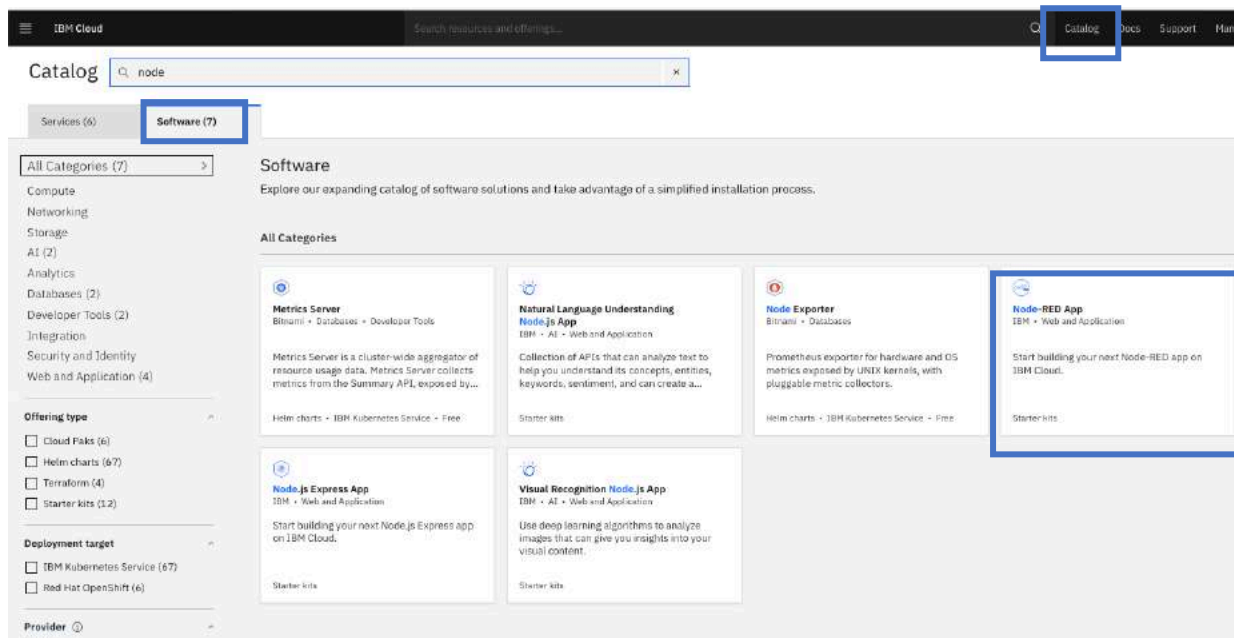 IBM Cloud
Search resources and offerings...
Catalog
Docs
Support
Man
Catalog
node
Services (6)
Software (7)
All Categories (7)
Compute
Networking
Storage
AI (2)
Analytics
Databases (2)
Developer Tools (2)
Integration
Security and Identity
Web and Application (4)
Offering type
Cloud Paks (6)
Helm charts (67)
Terraform (4)
Starter kits (12)
Deployment target
IBM Kubernetes Service (67)
Red Hat OpenShift (6)
Provider
Software
Explore our expanding catalog of software solutions and take advantage of a simplified installation process.
All Categories
Metrics Server
Bitnami • Databases • Developer Tools
Metrics Server is a cluster-wide aggregator of
resource usage data. Metrics Server collects
metrics from the Summary API, exposed by...
Helm charts • IBM Kubernetes Service • Free
Natural Language Understanding
Node.js App
IBM • AI • Web and Application
Collection of APIs that can analyze text to
help you understand its concepts, entities,
keywords, sentiment, and can create a...
Starter kits
Node Exporter
Bitnami • Databases
Prometheus exporter for hardware and OS
metrics exposed by UNIX kernels, with
pluggable metric collectors.
Helm charts • IBM Kubernetes Service • Free
Node-RED App
IBM • Web and Application
Start building your next Node-RED app on
IBM Cloud.
Starter kits
Node.js Express App
IBM • Web and Application
Start building your next Node.js Express app
on IBM Cloud.
Starter kits
Visual Recognition Node.js App
IBM • AI • Web and Application
Use deep learning algorithms to analyze
images that can give you insights into your
visual content.
Starter kits